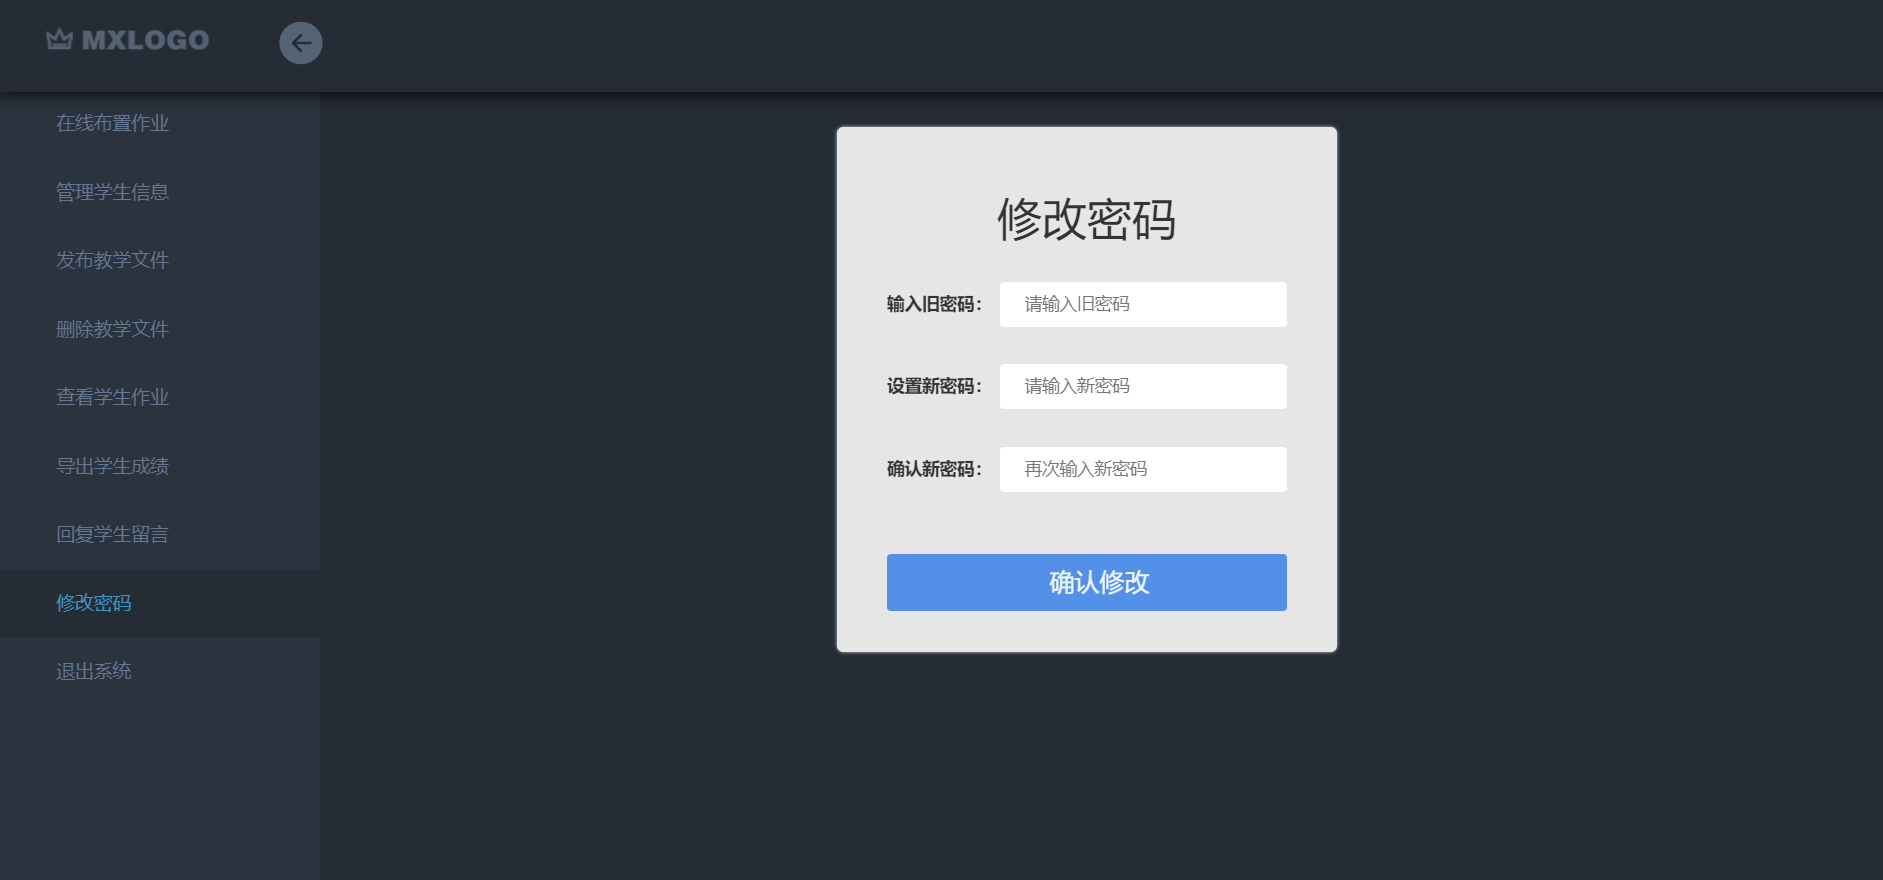 MXLOGO
在线布置作业
管理学生信息
发布教学文件
删除教学文件
查看学生作业
导出学生成绩
回复学生留言
修改密码
退出系统
修改密码
输入旧密码： 请输入旧密码
设置新密码： 请输入新密码
确认新密码： 再次输入新密码
确认修改